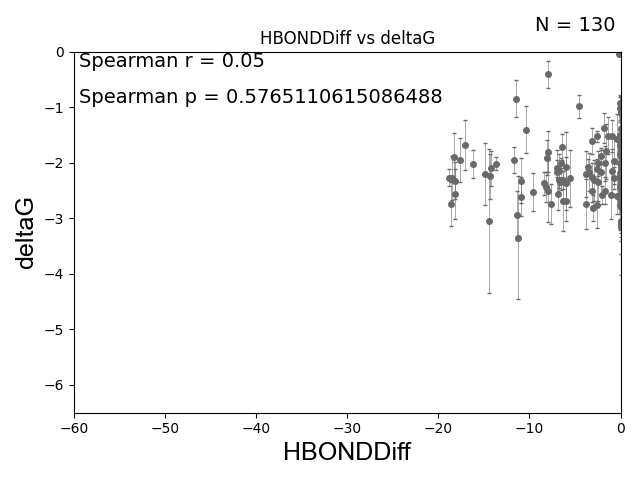 N = 130
HBONDDiff vs deltaG
Spearman r = 0.05
Spearman p = 0.5765110615086488
deltaG
0
−1
−2
−3
−4
−5
−6
−60 −50 −40 −30 −20 −10 0
HBONDDiff